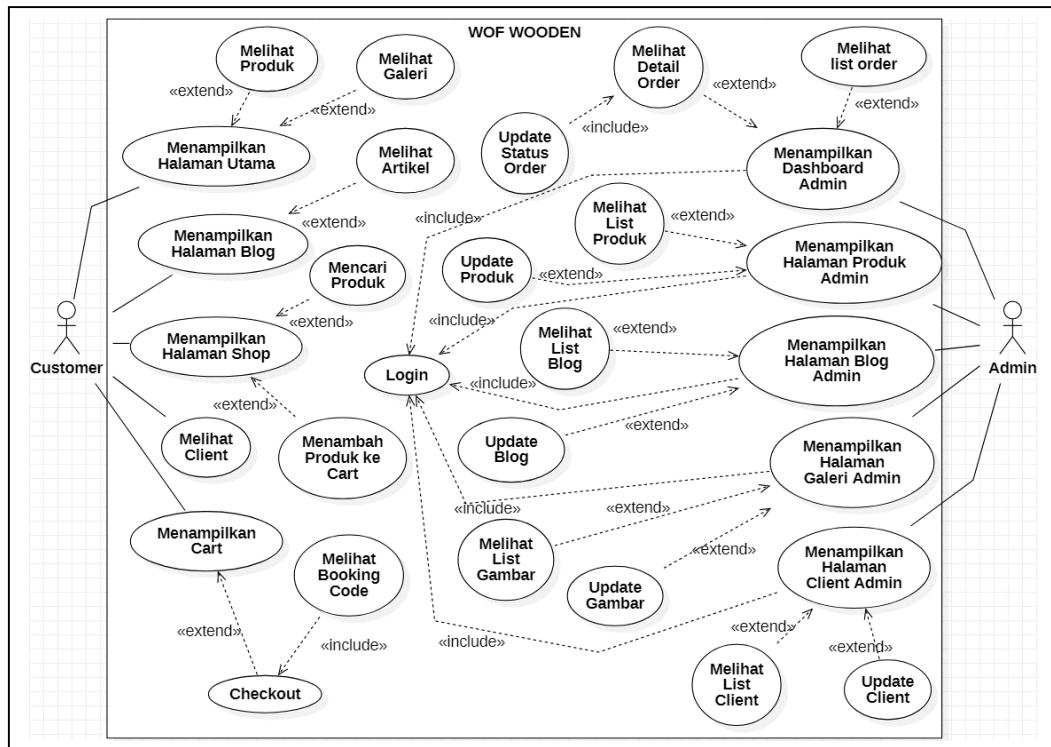 WOF WOODEN
Melihat
Produk
Melihat
Galeri
Melihat
Detail
Order
Melihat
list order
«extend»
«extend»
«extend»
«extend»
«include»
Menampilkan
Halaman Utama
Melihat
Artikel
Update
Status
Order
Menampilkan
Dashboard
Admin
«extend»
«include»
Melihat
List
Produk
«extend»
Menampilkan
Halaman Blog
Mencari
Produk
Update
Produk
«extend»
Menampilkan
Halaman Produk
Admin
«extend»
«include»
Menampilkan
Halaman Shop
Melihat
List
Blog
«extend»
Menampilkan
Halaman Blog
Admin
Customer
Admin
Login
«include»
«extend»
Melihat
Client
Menambah
Produk ke
Cart
Update
Blog
«extend»
Menampilkan
Halaman
Galeri Admin
«include»
«extend»
Menampilkan
Cart
Melihat
Booking
Code
Melihat
List
Gambar
Update
Gambar
«extend»
Menampilkan
Halaman
Client Admin
«extend»
«include»
«include»
«extend»
«extend»
Checkout
Melihat
List
Client
Update
Client